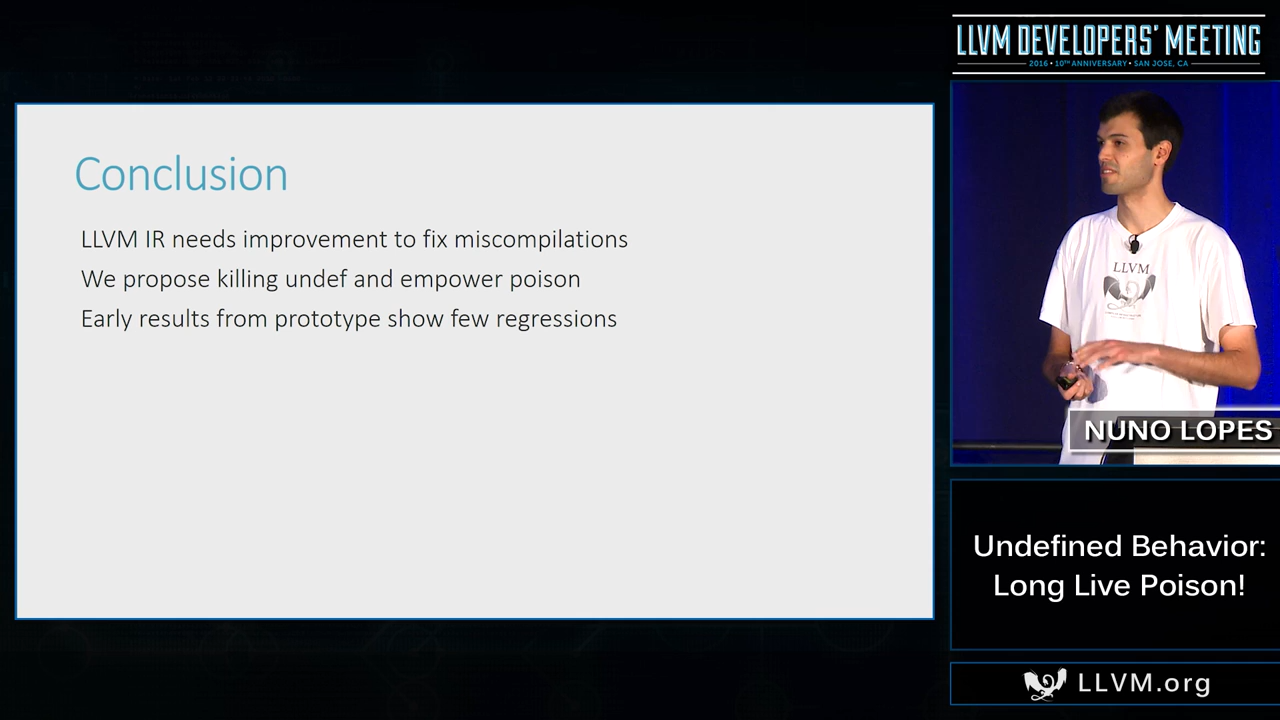 LLVM DEVELOPERS' MEETING
2016 • 10TH ANNIVERSARY • SAN JOSE, CA
Conclusion
LLVM IR needs improvement to fix miscompilations
We propose killing undef and empower poison
Early results from prototype show few regressions
LLVM
NUNO LOPES
Undefined Behavior:
Long Live Poison!
LLVM.org